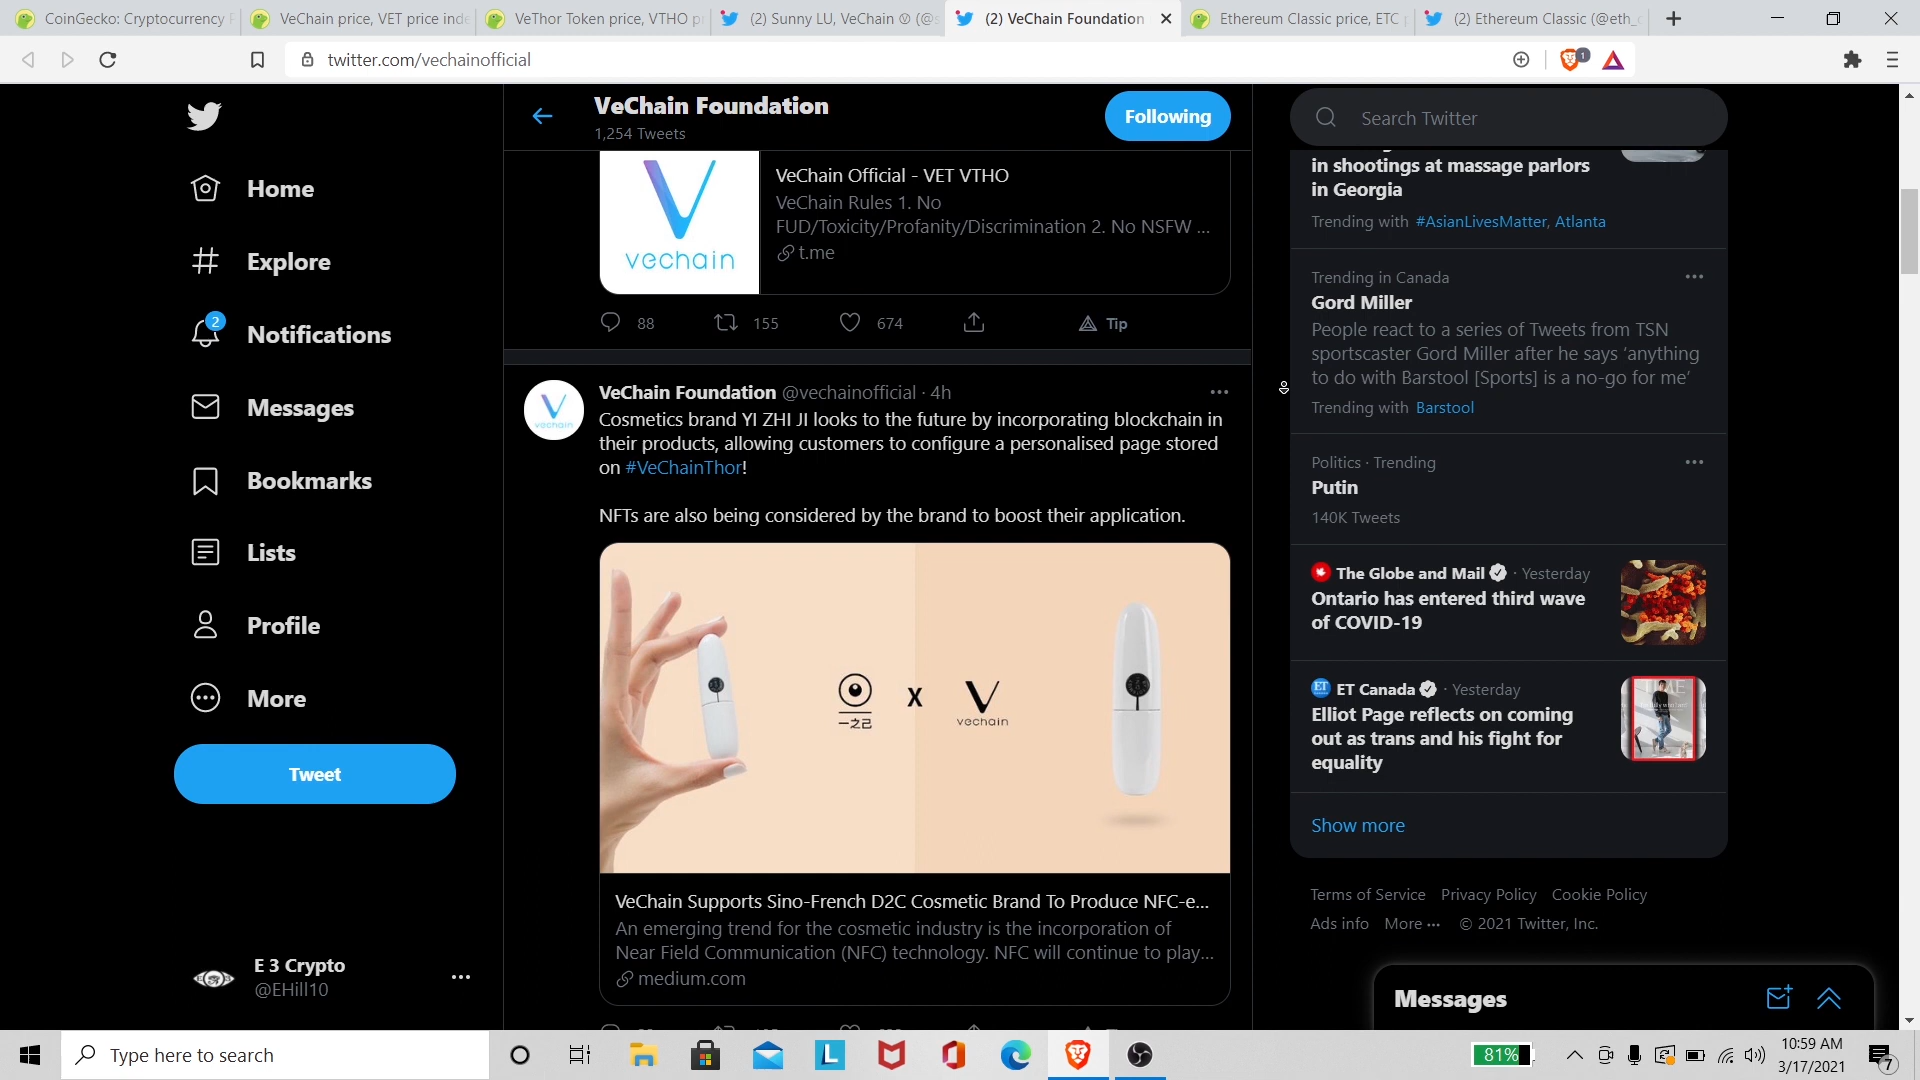 CoinGecko: Cryptocurrency
VeChain price, VET price inde
VeThor Token price, VTHO p
(2) Sunny LU, VeChain Ⓥ (@s
(2) VeChain Foundation
Ethereum Classic price, ETC
(2) Ethereum Classic (@eth_c
twitter.com/vechainofficial
1
VeChain Foundation
1,254 Tweets
Following
Home
Explore
2
Notifications
Messages
Bookmarks
Lists
Profile
More
Tweet
E 3 Crypto
@EHill10
vechain
VeChain Official - VET VTHO
VeChain Rules 1. No
FUD/Toxicity/Profanity/Discrimination 2. No NSFW ...
t.me
88
155
674
Tip
vechain
VeChain Foundation @vechainofficial · 4h
Cosmetics brand YI ZHI JI looks to the future by incorporating blockchain in
their products, allowing customers to configure a personalised page stored
on #VeChainThor!
NFTs are also being considered by the brand to boost their application.
一之己
X
vechain
VeChain Supports Sino-French D2C Cosmetic Brand To Produce NFC-e...
An emerging trend for the cosmetic industry is the incorporation of
Near Field Communication (NFC) technology. NFC will continue to play...
medium.com
Search Twitter
in shootings at massage parlors
in Georgia
Trending with #AsianLivesMatter, Atlanta
Trending in Canada
Gord Miller
People react to a series of Tweets from TSN
sportscaster Gord Miller after he says ‘anything
to do with Barstool [Sports] is a no-go for me’
Trending with Barstool
Politics · Trending
Putin
140K Tweets
The Globe and Mail · Yesterday
Ontario has entered third wave
of COVID-19
ET
ET Canada · Yesterday
Elliot Page reflects on coming
out as trans and his fight for
equality
Show more
Terms of Service Privacy Policy Cookie Policy
Ads info More ··· © 2021 Twitter, Inc.
Messages
Type here to search
L
81%
10:59 AM
3/17/2021
7